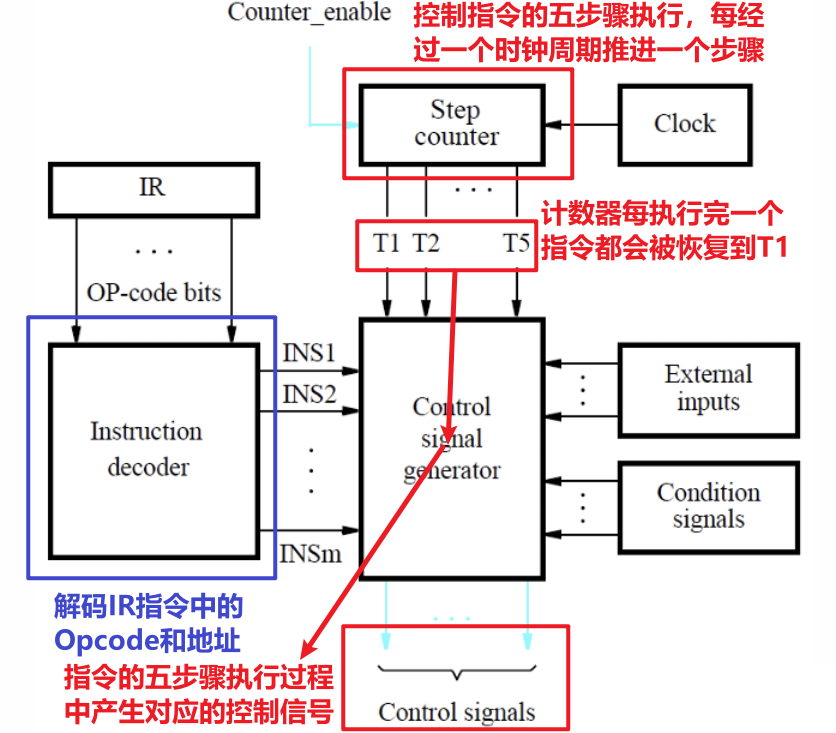 Counter_enable
控制指令的五步骤执行，每经
过一个时钟周期推进一个步骤
Step
counter
Clock
IR
. . .
计数器每执行完一个
指令都会被恢复到T1
T1 T2 T5
. . .
OP-code bits
INS1
INS2
INSm
Instruction
decoder
Control
signal
generator
External
inputs
Condition
signals
解码IR指令中的
Opcode和地址
指令的五步骤执行过程
中产生对应的控制信号
. . .
Control signals